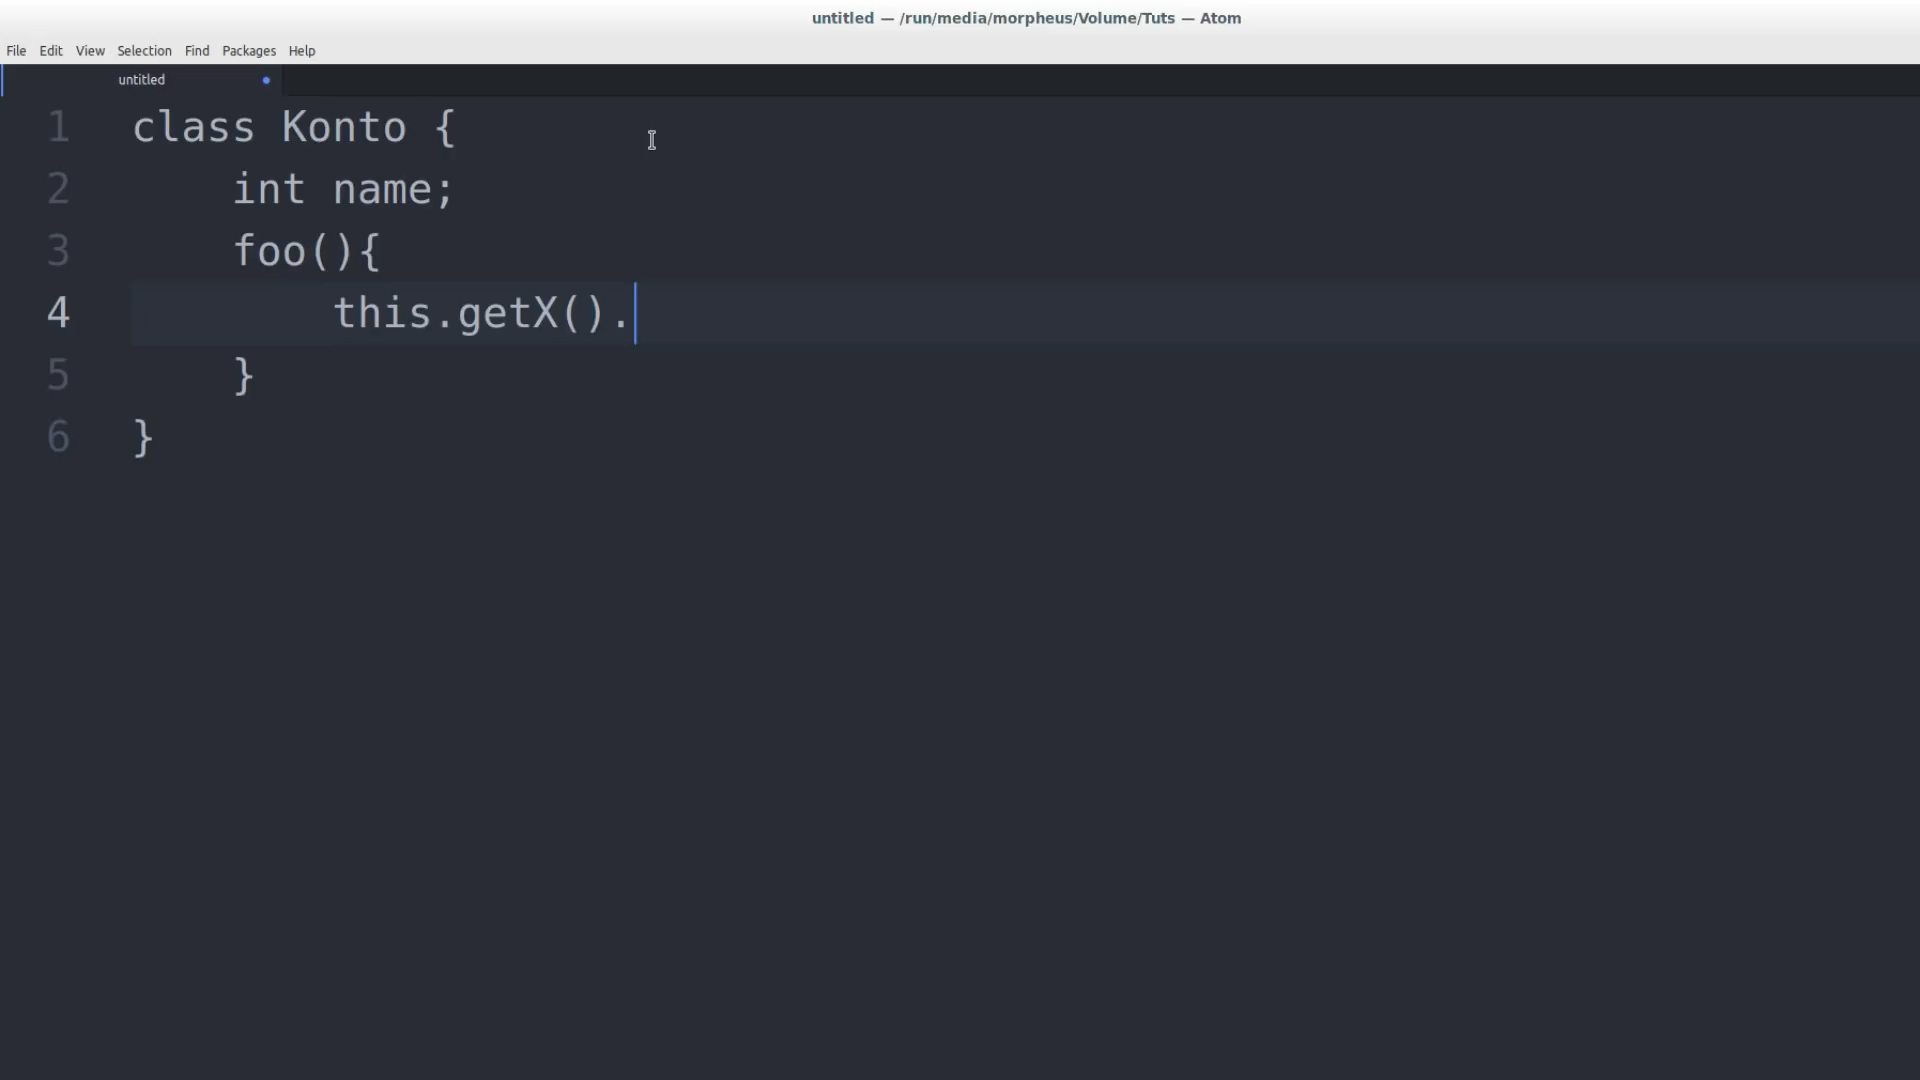 untitled — /run/media/morpheus/Volume/Tuts — Atom
File Edit View Selection Find Packages Help
untitled
1 class Konto {
2     int name;
3     foo(){
4         this.getX().
5     }
6 }